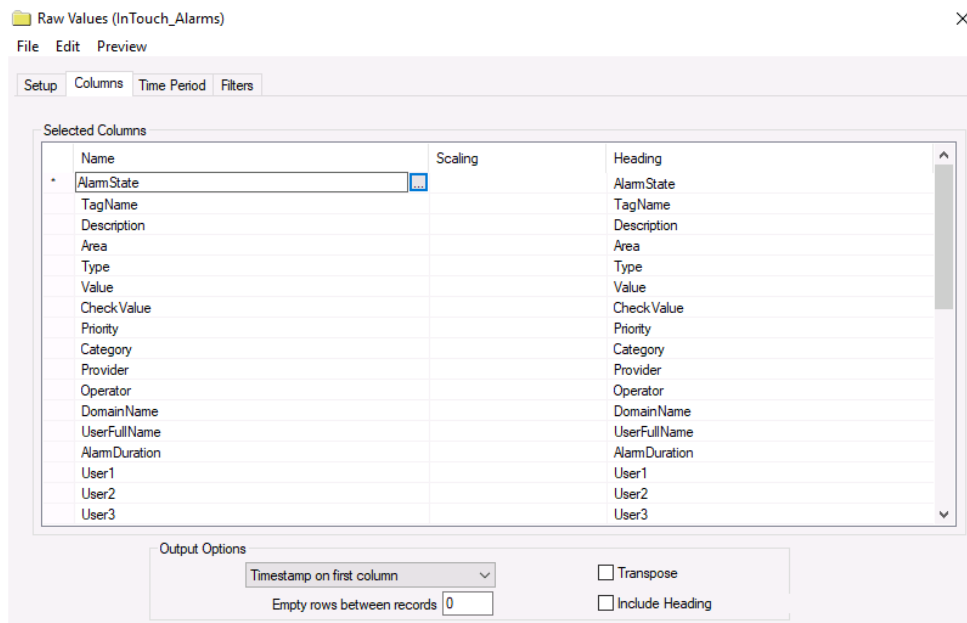 Raw Values (InTouch_Alarms)
File Edit Preview
Setup Columns Time Period Filters
Selected Columns
Name Scaling Heading
* AlarmState ... AlarmState
TagName TagName
Description Description
Area Area
Type Type
Value Value
CheckValue CheckValue
Priority Priority
Category Category
Provider Provider
Operator Operator
DomainName DomainName
UserFullName UserFullName
AlarmDuration AlarmDuration
User1 User1
User2 User2
User3 User3
Output Options
Timestamp on first column Transpose
Empty rows between records 0 Include Heading